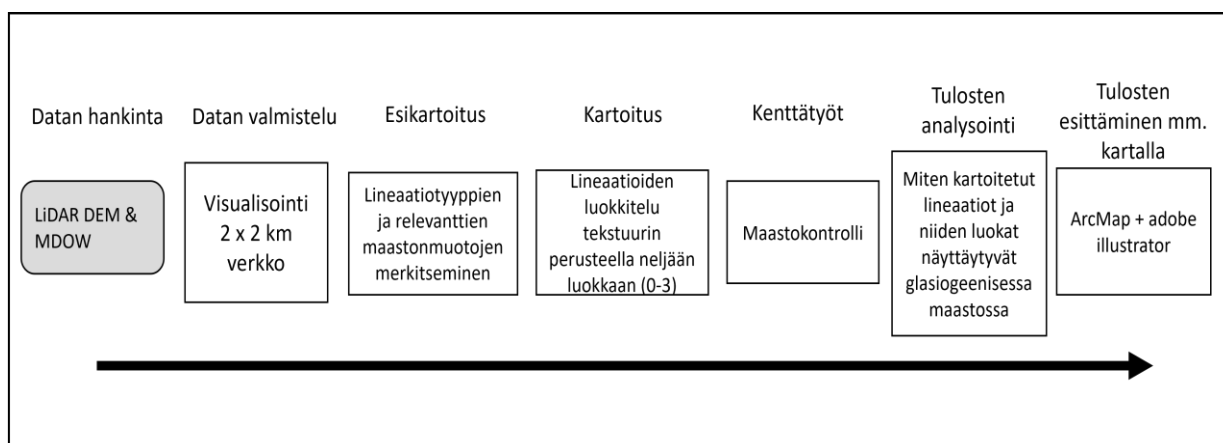 Datan hankinta
LiDAR DEM &
MDOW
Datan valmistelu
Visualisointi
2 x 2 km
verkko
Esikartoitus
Lineaatiotyyppien
ja relevanttien
maastonmuotojen
merkitseminen
Kartoitus
Lineaatioiden
luokkitelu
tekstuurin
perusteella neljään
luokkaan (0-3)
Kenttätyöt
Maastokontrolli
Tulosten
analysointi
Miten kartoitetut
lineaatiot ja
niiden luokat
näyttäytyvät
glasiogeenisessa
maastossa
Tulosten
esittäminen mm.
kartalla
ArcMap + adobe
illustrator